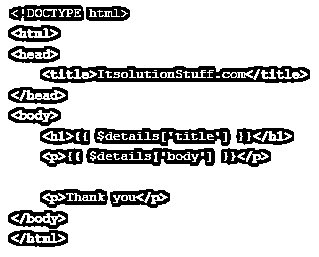 <!DOCTYPE html>
<html>
<head>
<title>ItsolutionStuff.com</title>
</head>
<body>
<h1>{{ $details['title'] }}</h1>
<p>{{ $details['body'] }}</p>
<p>Thank you</p>
</body>
</html>